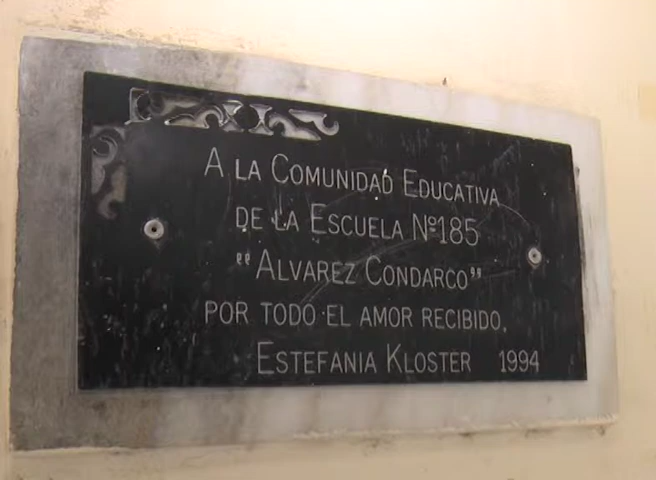 A LA COMUNIDAD EDUCATIVA
DE LA ESCUELA Nº185
"ALVAREZ CONDARCO"
POR TODO EL AMOR RECIBIDO.
ESTEFANIA KLOSTER 1994